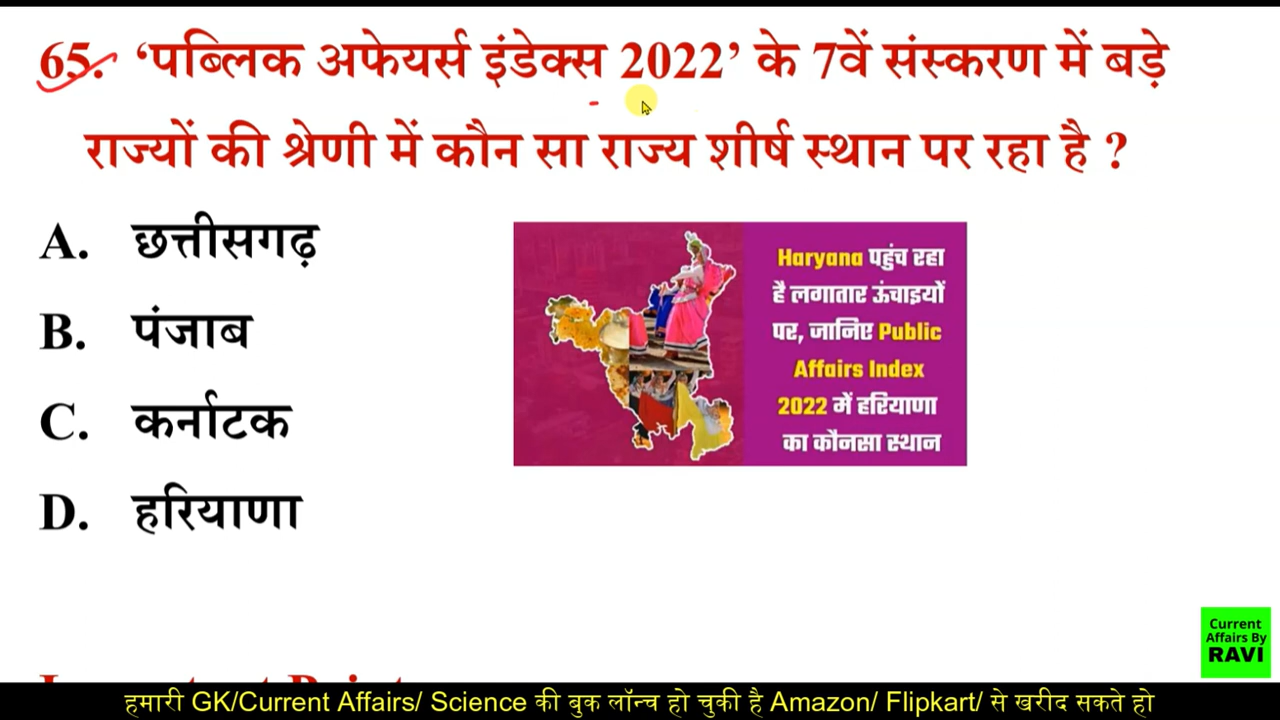 65. ‘पब्लिक अफेयर्स इंडेक्स 2022’ के 7वें संस्करण में बड़े
राज्यों की श्रेणी में कौन सा राज्य शीर्ष स्थान पर रहा है ?
A. छत्तीसगढ़
B. पंजाब
C. कर्नाटक
D. हरियाणा
Haryana पहुंच रहा
है लगातार ऊंचाइयों
पर, जानिए Public
Affairs Index
2022 में हरियाणा
का कौनसा स्थान
Current
Affairs By
RAVI
हमारी GK/Current Affairs/ Science की बुक लॉन्च हो चुकी है Amazon/ Flipkart/ से खरीद सकते हो